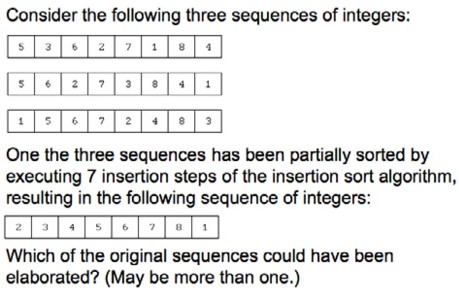 Consider the following three sequences of integers:
5 3 6 2 7 1 8 4
5 6 2 7 3 8 4 1
1 5 6 7 2 4 8 3
One the three sequences has been partially sorted by
executing 7 insertion steps of the insertion sort algorithm,
resulting in the following sequence of integers:
2 3 4 5 6 7 8 1
Which of the original sequences could have been
elaborated? (May be more than one.)